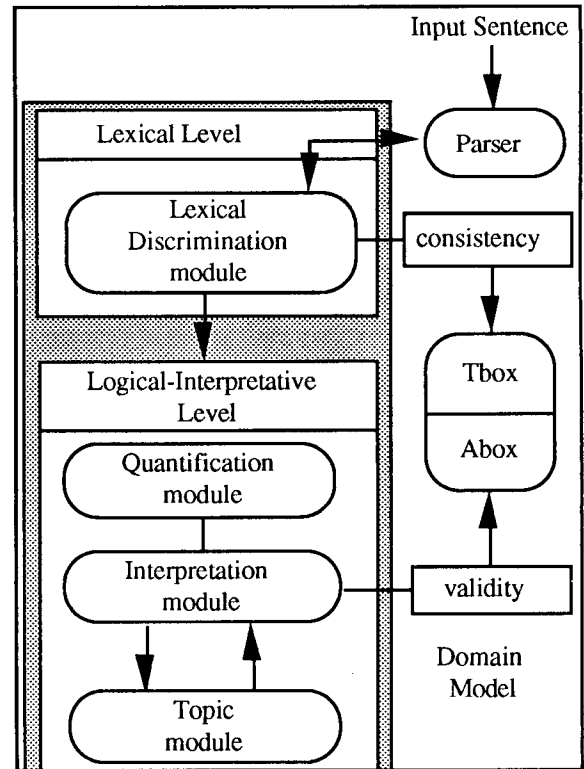 Input Sentence
Lexical Level
Parser
Lexical
Discrimination
module
consistency
Logical-Interpretative
Level
Tbox
Abox
Quantification
module
Interpretation
module
validity
Domain
Model
Topic
module